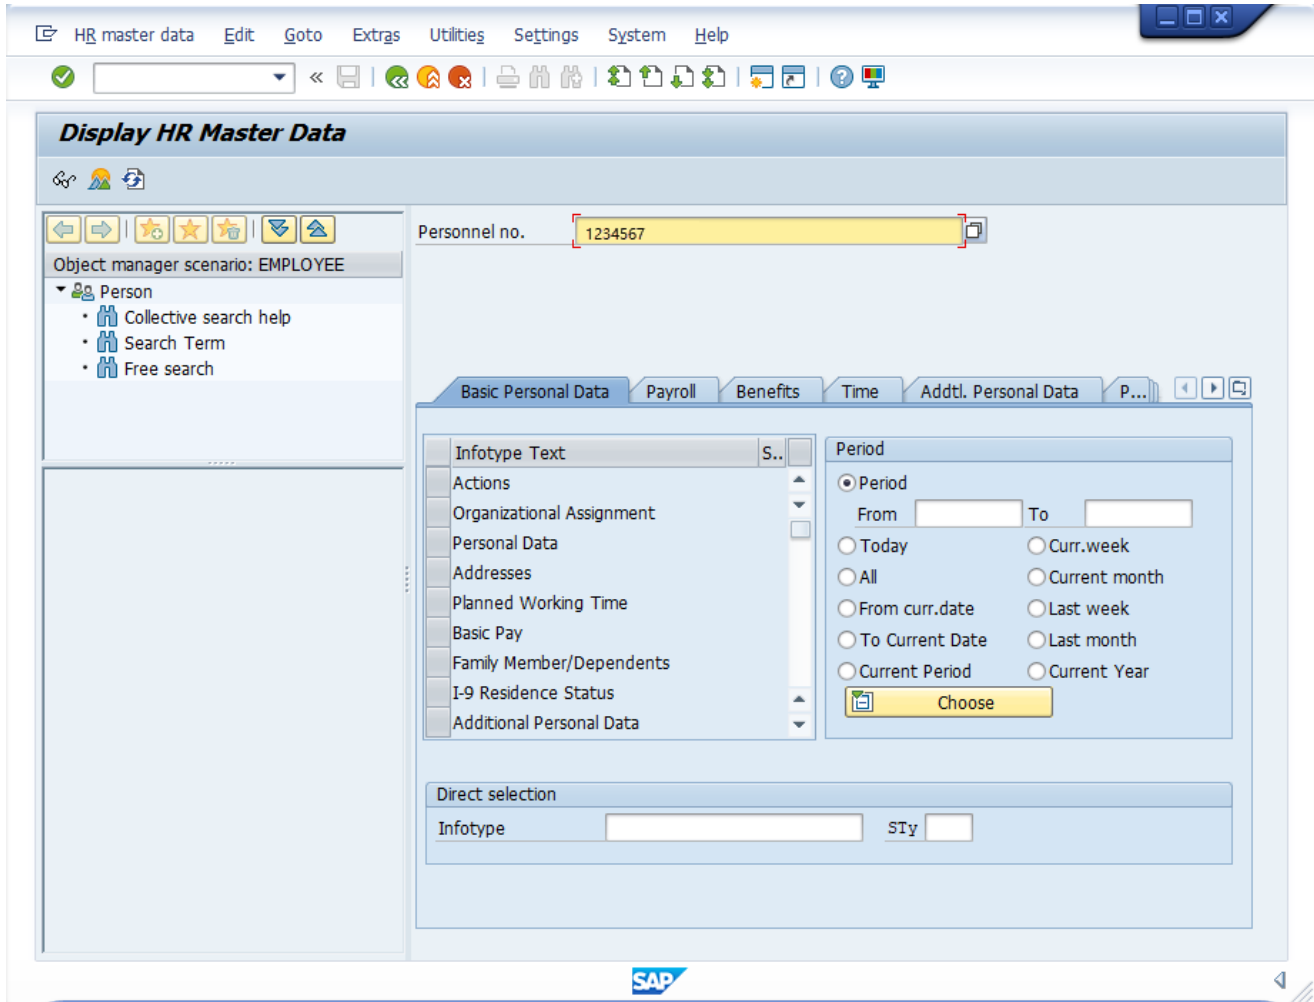 HR master data Edit Goto Extras Utilities Settings System Help
Display HR Master Data
Object manager scenario: EMPLOYEE
Person
Collective search help
Search Term
Free search
Personnel no. 1234567
Basic Personal Data Payroll Benefits Time Addtl. Personal Data P...
Infotype Text S..
Actions
Organizational Assignment
Personal Data
Addresses
Planned Working Time
Basic Pay
Family Member/Dependents
I-9 Residence Status
Additional Personal Data
Period
Period
From To
Today Curr.week
All Current month
From curr.date Last week
To Current Date Last month
Current Period Current Year
Choose
Direct selection
Infotype STy
SAP